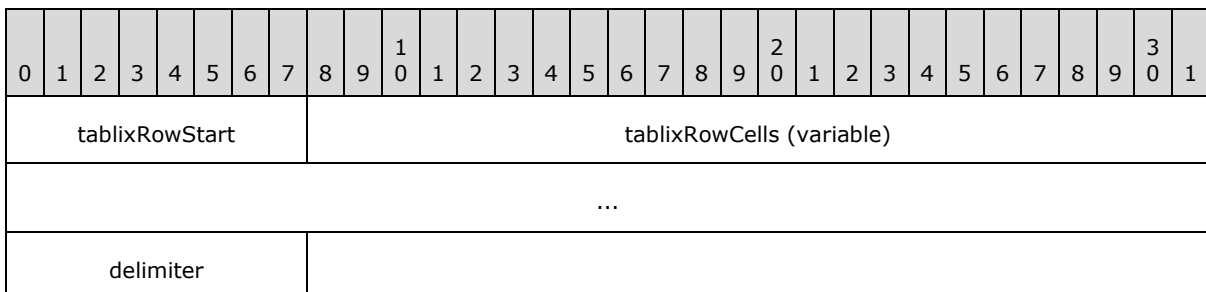 1 2 3
0 1 2 3 4 5 6 7 8 9 0 1 2 3 4 5 6 7 8 9 0 1 2 3 4 5 6 7 8 9 0 1
tablixRowStart tablixRowCells (variable)
...
delimiter